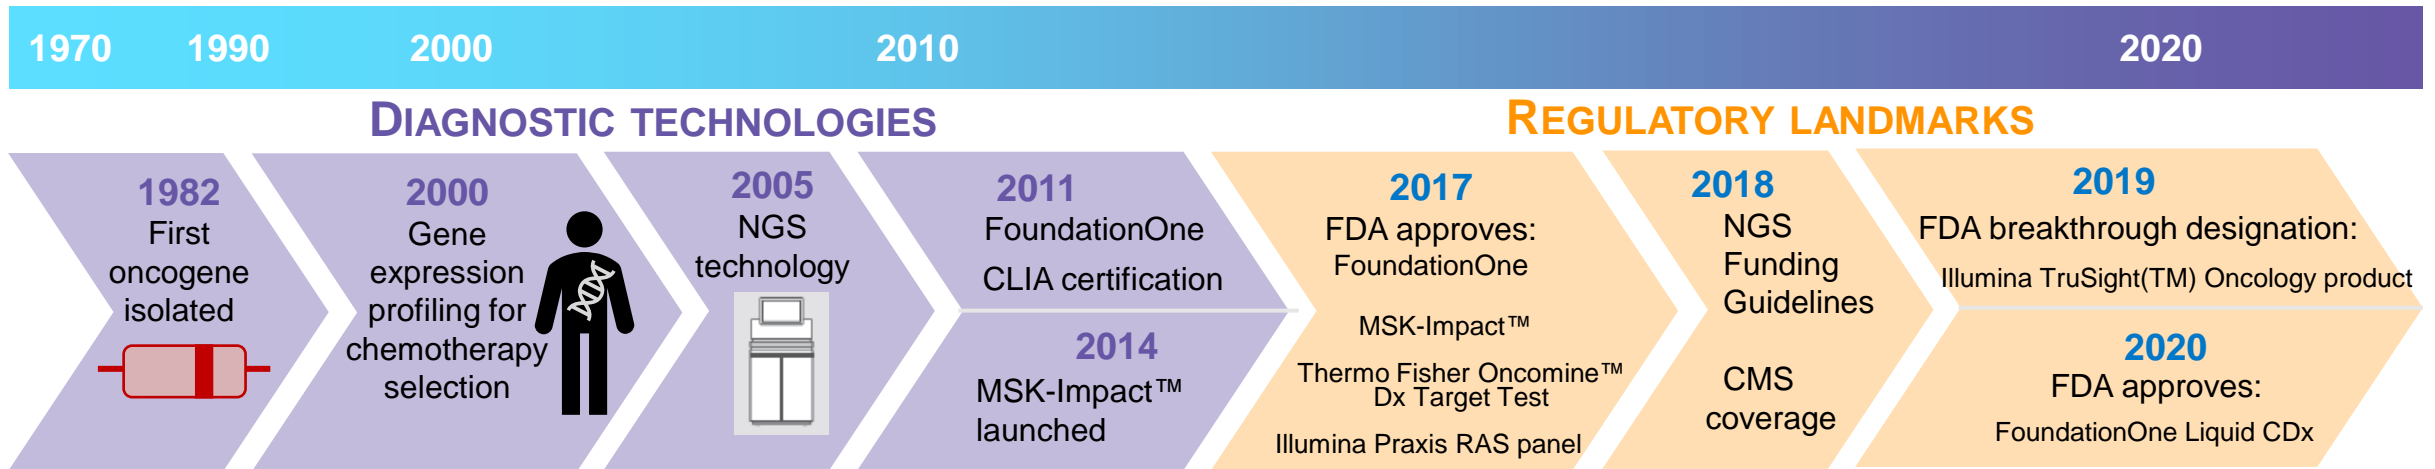 1970 1990 2000 2010 2020
DIAGNOSTIC TECHNOLOGIES
REGULATORY LANDMARKS
1982
First
oncogene
isolated
2000
Gene
expression
profiling for
chemotherapy
selection
2005
NGS
technology
2011
FoundationOne
CLIA certification
2014
MSK-Impact™
launched
2017
FDA approves:
FoundationOne
MSK-Impact™
Thermo Fisher Oncomine™
Dx Target Test
Illumina Praxis RAS panel
2018
NGS
Funding
Guidelines
CMS
coverage
2019
FDA breakthrough designation:
Illumina TruSight(TM) Oncology product
2020
FDA approves:
FoundationOne Liquid CDx